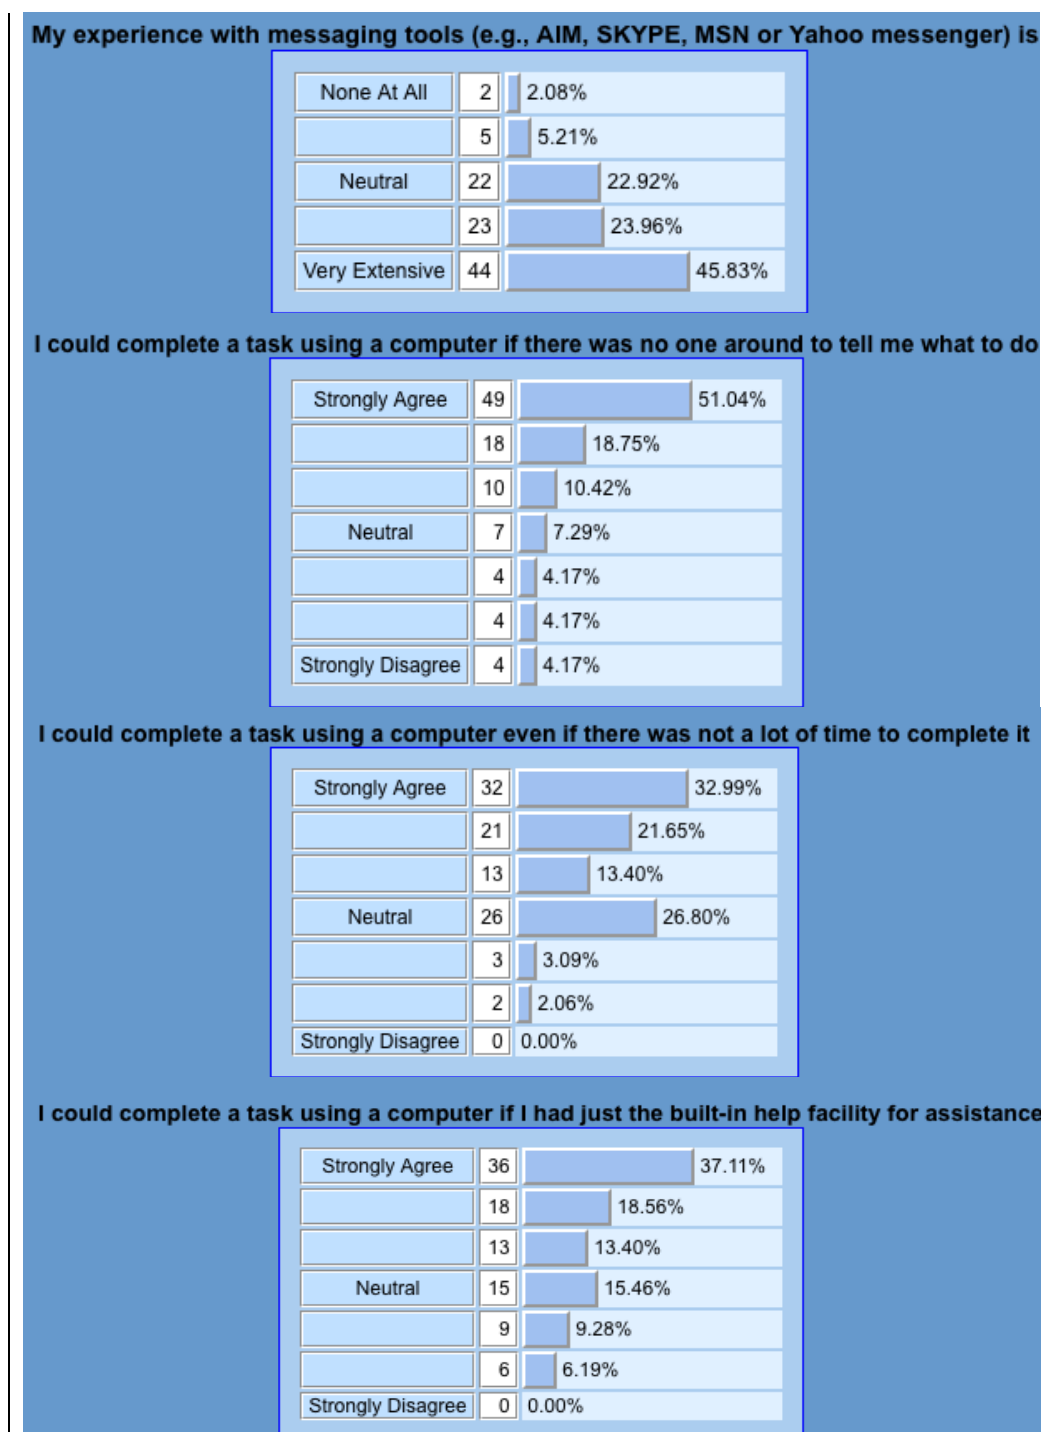 My experience with messaging tools (e.g., AIM, SKYPE, MSN or Yahoo messenger) is
None At All 2 2.08%
5 5.21%
Neutral 22 22.92%
23 23.96%
Very Extensive 44 45.83%
I could complete a task using a computer if there was no one around to tell me what to do
Strongly Agree 49 51.04%
18 18.75%
10 10.42%
Neutral 7 7.29%
4 4.17%
4 4.17%
Strongly Disagree 4 4.17%
I could complete a task using a computer even if there was not a lot of time to complete it
Strongly Agree 32 32.99%
21 21.65%
13 13.40%
Neutral 26 26.80%
3 3.09%
2 2.06%
Strongly Disagree 0 0.00%
I could complete a task using a computer if I had just the built-in help facility for assistance
Strongly Agree 36 37.11%
18 18.56%
13 13.40%
Neutral 15 15.46%
9 9.28%
6 6.19%
Strongly Disagree 0 0.00%